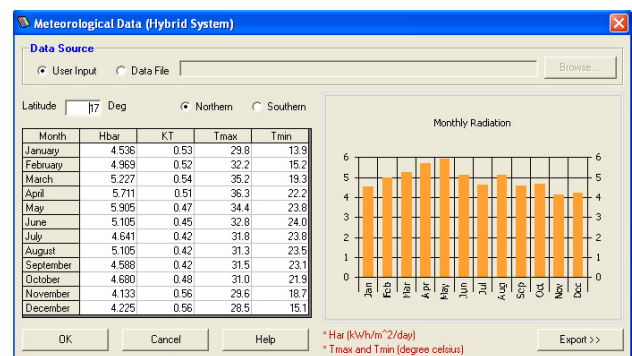 Meteorological Data (Hybrid System)
Data Source
User Input Data File Browse ...
Latitude 17 Deg Northern Southern
Month Hbar KT Tmax Tmin
January 4.536 0.53 29.8 13.9
February 4.969 0.52 32.2 15.2
March 5.227 0.54 35.2 19.3
April 5.711 0.51 36.3 22.2
May 5.905 0.47 34.4 23.8
June 5.105 0.45 32.8 24.0
July 4.641 0.42 31.8 23.8
August 5.105 0.42 31.3 23.5
September 4.588 0.42 31.5 23.1
October 4.680 0.48 31.0 21.9
November 4.133 0.56 29.6 18.7
December 4.225 0.56 28.5 15.1
Monthly Radiation
6 6
5 5
4 4
3 3
2 2
1 1
0 0
Jan Feb Mar Apr May Jun Jul Aug Sep Oct Nov Dec
OK Cancel Help
* Har (kWh/m^2/day)
* Tmax and Tmin (degree celsius)
Export >>